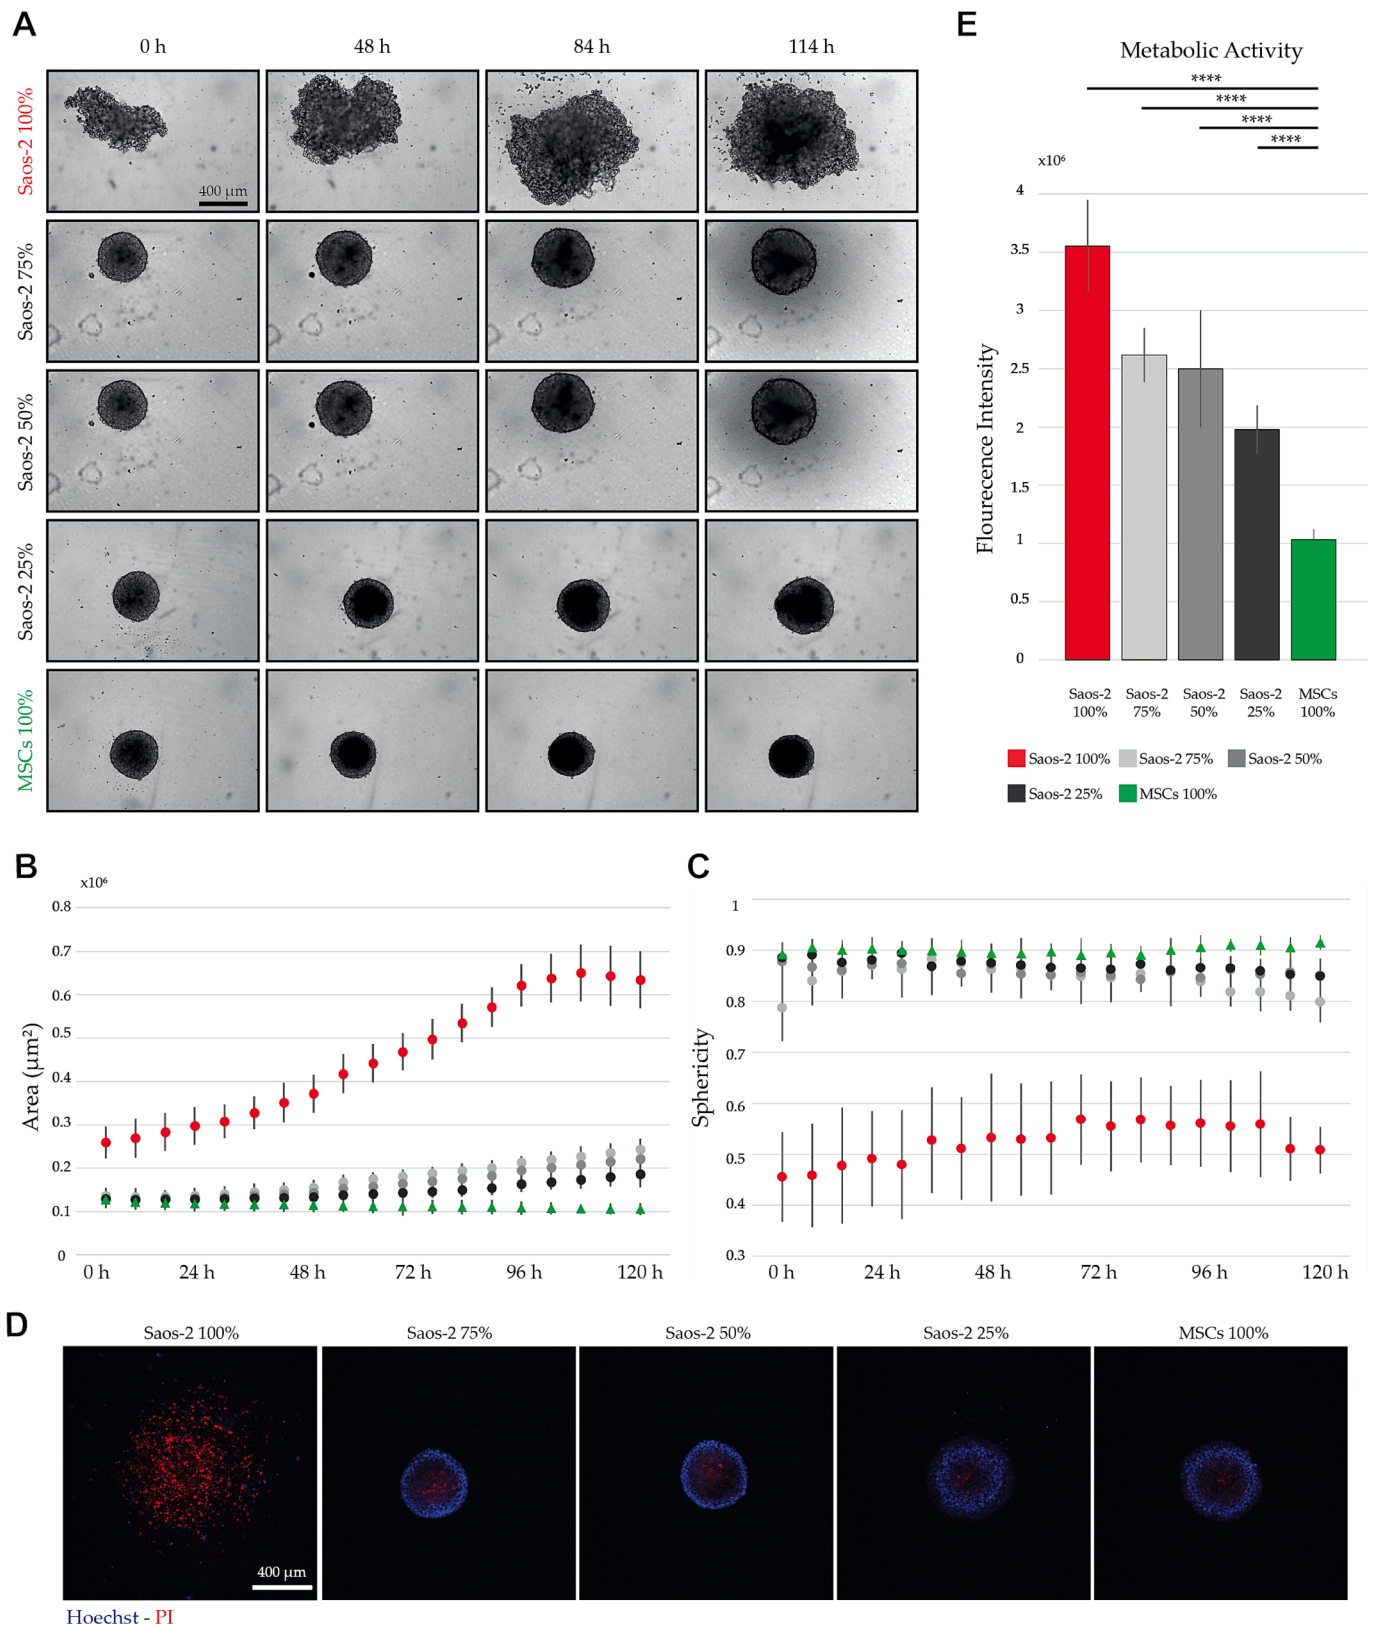 A
0 h
48 h
84 h
114 h
Saos-2 100%
400 µm
Saos-2 75%
Saos-2 50%
Saos-2 25%
MSCs 100%
E
Metabolic Activity
****
****
****
****
x10⁶
4
3.5
3
2.5
2
1.5
1
0.5
0
Flourecence Intensity
Saos-2 100%
Saos-2 75%
Saos-2 50%
Saos-2 25%
MSCs 100%
Saos-2 100%
Saos-2 75%
Saos-2 50%
Saos-2 25%
MSCs 100%
B
x10⁶
0.8
0.7
0.6
0.5
0.4
0.3
0.2
0.1
0
Area (µm²)
0 h
24 h
48 h
72 h
96 h
120 h
C
1
0.9
0.8
0.7
0.6
0.5
0.4
0.3
Sphericity
0 h
24 h
48 h
72 h
96 h
120 h
D
Saos-2 100%
Saos-2 75%
Saos-2 50%
Saos-2 25%
MSCs 100%
400 µm
Hoechst - PI